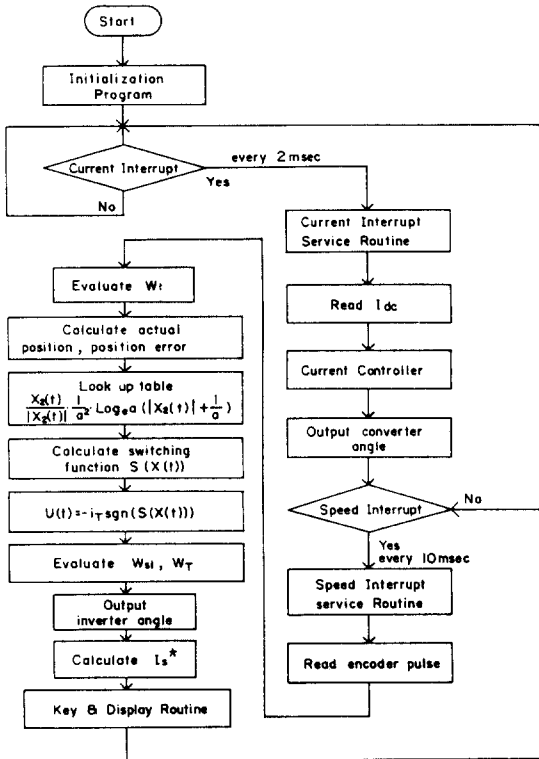 Start
Initialization
Program
Current Interrupt
every 2 msec
Yes
No
Current Interrupt
Service Routine
Read Idc
Current Controller
Output converter
angle
Speed Interrupt
No
Yes
every 10msec
Speed Interrupt
service Routine
Read encoder pulse
Evaluate Wr
Calculate actual
position, position error
Look up table
X₂(t)/|X₂(t)| · 1/a² · Logₑa(|X₂(t)| + 1/a)
Calculate switching
function S(X(t))
U(t)=-iT sgn(S(X(t)))
Evaluate Wsl, WT
Output
inverter angle
Calculate Is*
Key & Display Routine